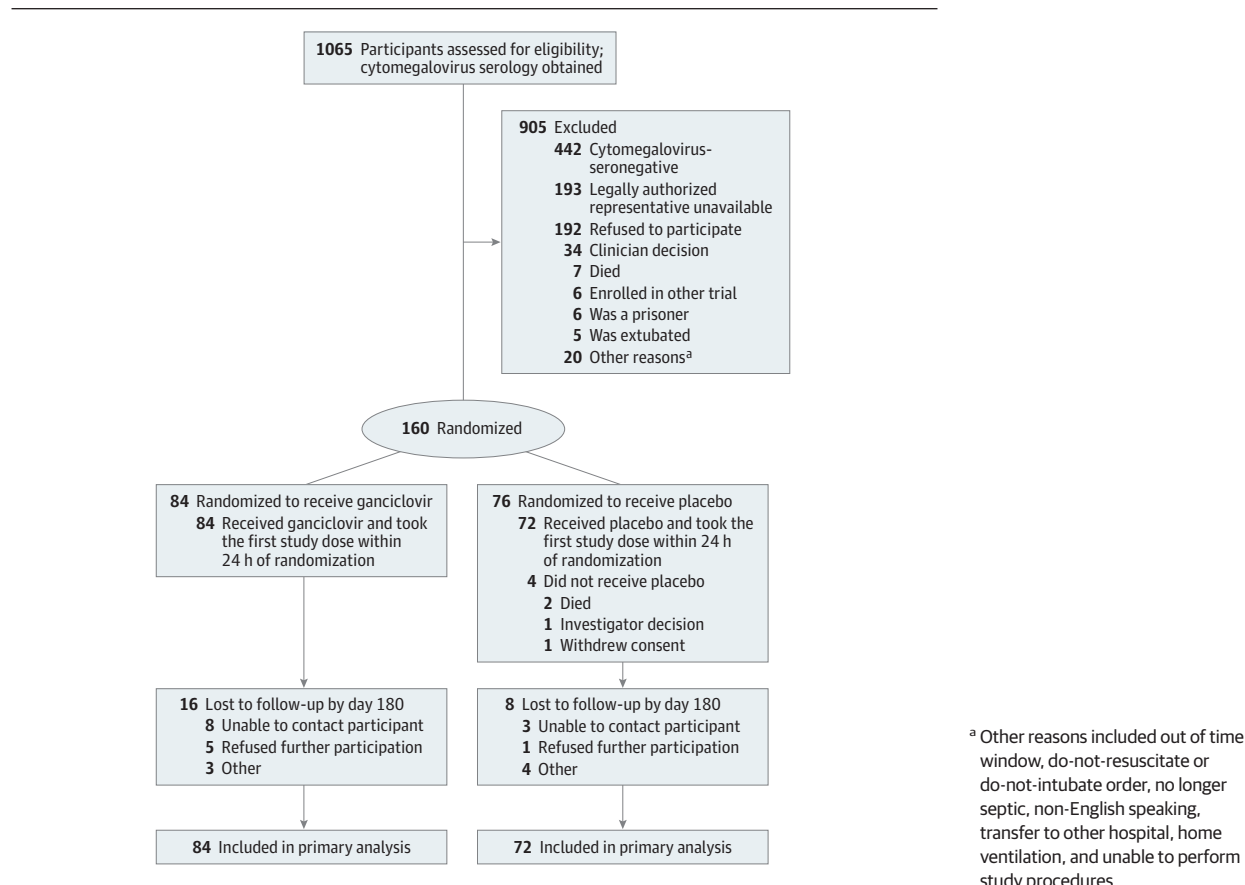 1065 Participants assessed for eligibility;
cytomegalovirus serology obtained
905 Excluded
442 Cytomegalovirus-
seronegative
193 Legally authorized
representative unavailable
192 Refused to participate
34 Clinician decision
7 Died
6 Enrolled in other trial
6 Was a prisoner
5 Was extubated
20 Other reasonsª
160 Randomized
84 Randomized to receive ganciclovir
84 Received ganciclovir and took
the first study dose within
24 h of randomization
76 Randomized to receive placebo
72 Received placebo and took the
first study dose within 24 h
of randomization
4 Did not receive placebo
2 Died
1 Investigator decision
1 Withdrew consent
16 Lost to follow-up by day 180
8 Unable to contact participant
5 Refused further participation
3 Other
8 Lost to follow-up by day 180
3 Unable to contact participant
1 Refused further participation
4 Other
84 Included in primary analysis
72 Included in primary analysis
ª Other reasons included out of time
window, do-not-resuscitate or
do-not-intubate order, no longer
septic, non-English speaking,
transfer to other hospital, home
ventilation, and unable to perform
study procedures